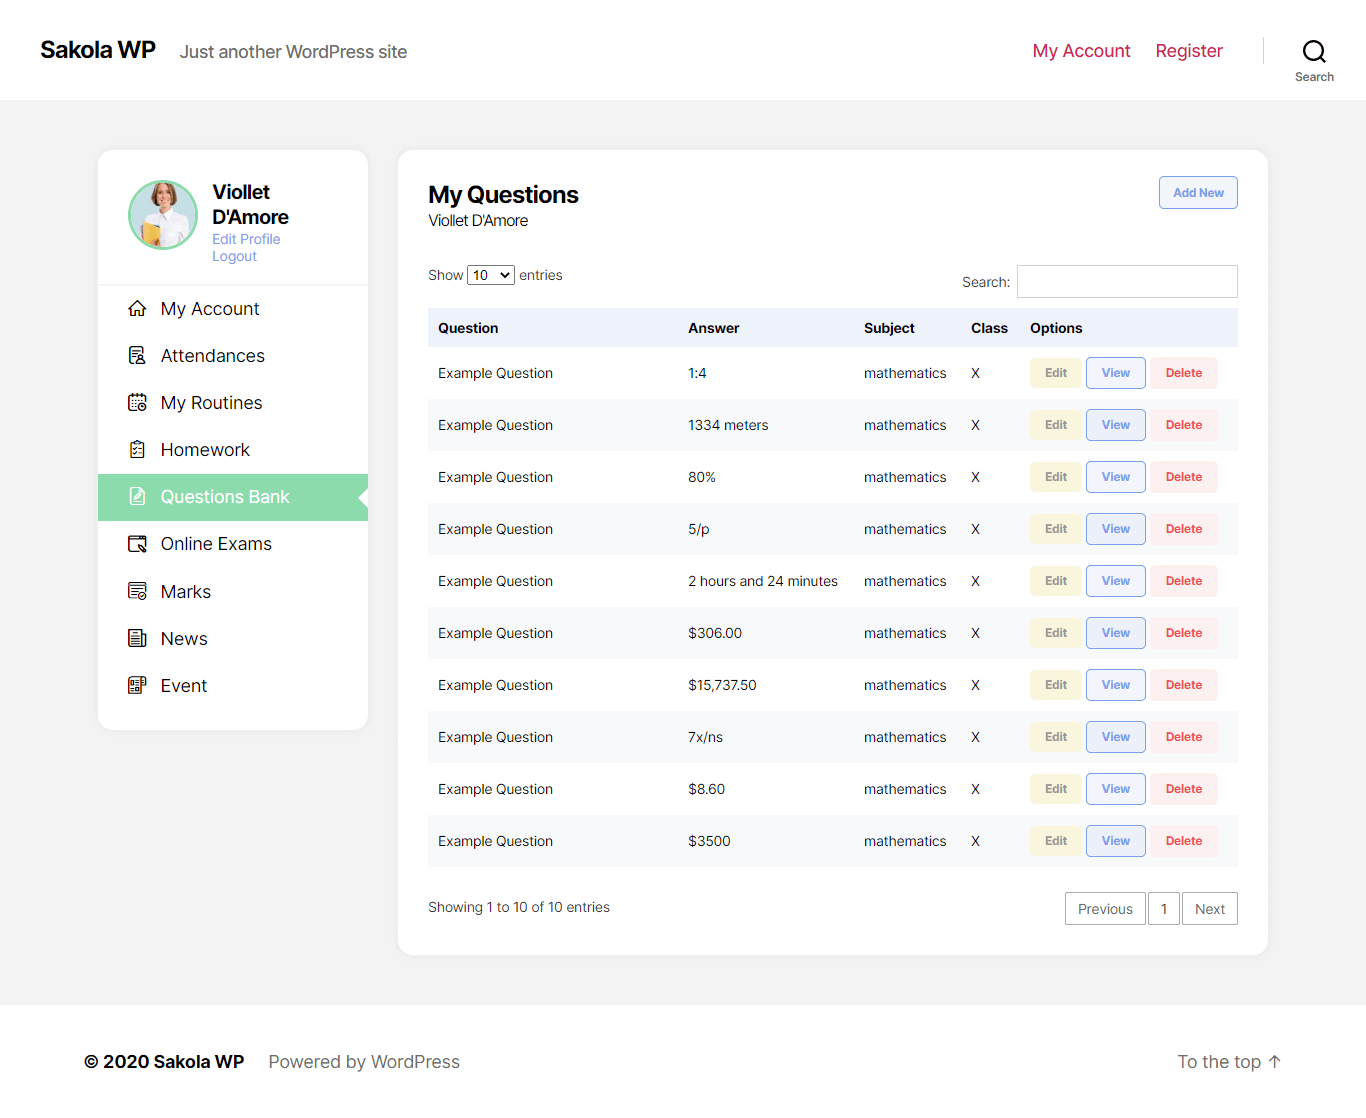 Sakola WP Just another WordPress site My Account Register
Search
Viollet
D'Amore
Edit Profile
Logout
My Account
Attendances
My Routines
Homework
Questions Bank
Online Exams
Marks
News
Event
My Questions Add New
Viollet D'Amore
Show 10 entries Search:
Question Answer Subject Class Options
Example Question 1:4 mathematics X Edit View Delete
Example Question 1334 meters mathematics X Edit View Delete
Example Question 80% mathematics X Edit View Delete
Example Question 5/p mathematics X Edit View Delete
Example Question 2 hours and 24 minutes mathematics X Edit View Delete
Example Question $306.00 mathematics X Edit View Delete
Example Question $15,737.50 mathematics X Edit View Delete
Example Question 7x/ns mathematics X Edit View Delete
Example Question $8.60 mathematics X Edit View Delete
Example Question $3500 mathematics X Edit View Delete
Showing 1 to 10 of 10 entries Previous 1 Next
© 2020 Sakola WP Powered by WordPress To the top ↑